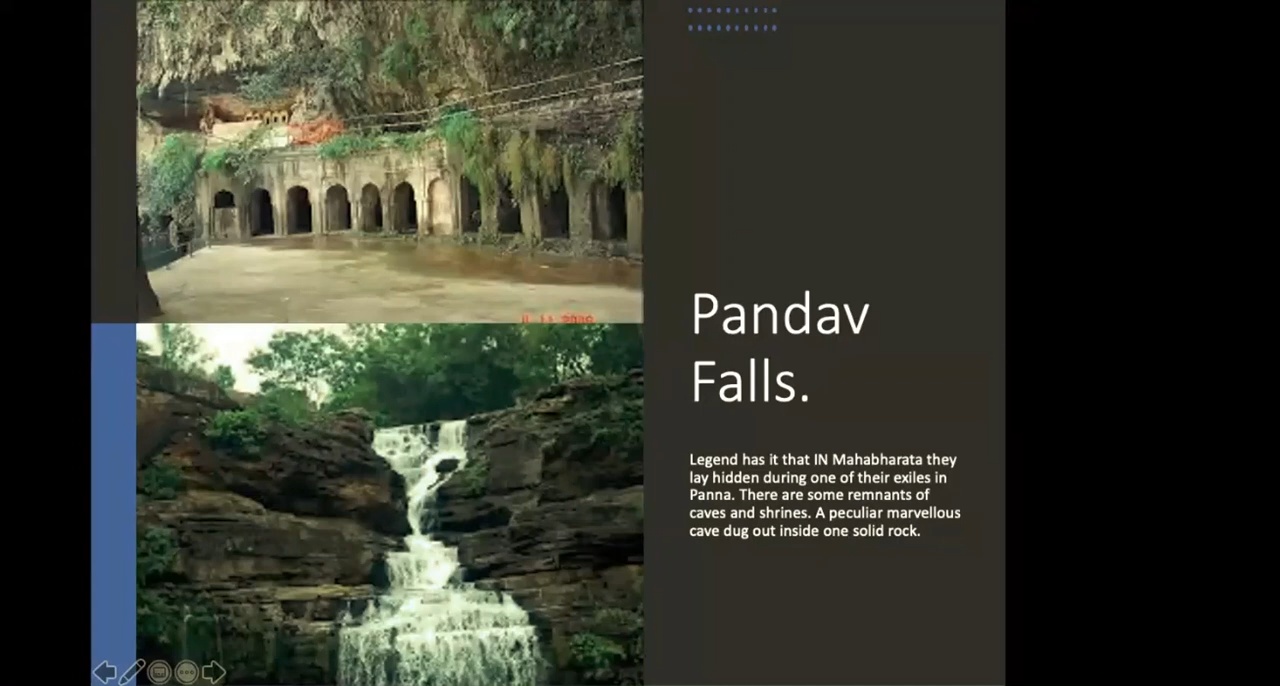 Pandav
Falls.
Legend has it that IN Mahabharata they
lay hidden during one of their exiles in
Panna. There are some remnants of
caves and shrines. A peculiar marvellous
cave dug out inside one solid rock.